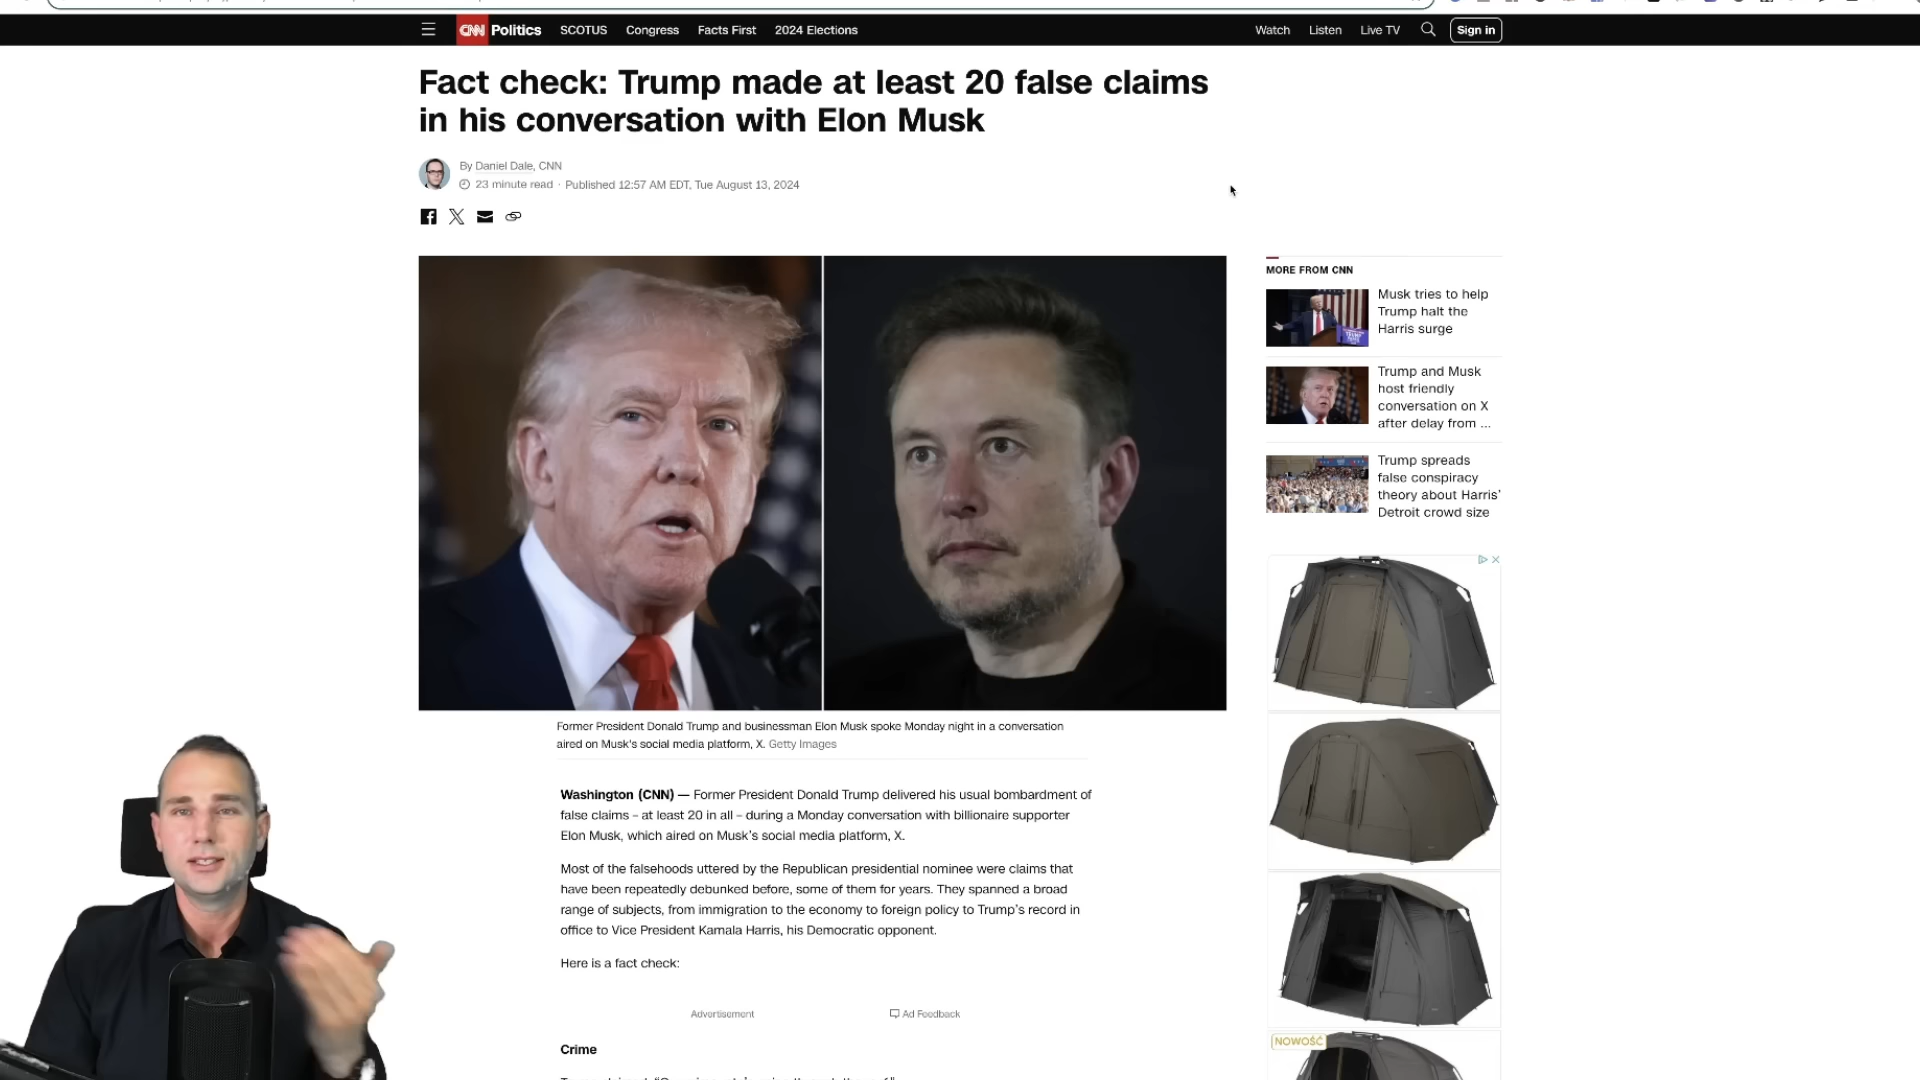 CNN Politics SCOTUS Congress Facts First 2024 Elections Watch Listen Live TV Sign in
Fact check: Trump made at least 20 false claims
in his conversation with Elon Musk
By Daniel Dale, CNN
23 minute read · Published 12:57 AM EDT, Tue August 13, 2024
MORE FROM CNN
Musk tries to help
Trump halt the
Harris surge
Trump and Musk
host friendly
conversation on X
after delay from ...
Trump spreads
false conspiracy
theory about Harris’
Detroit crowd size
Former President Donald Trump and businessman Elon Musk spoke Monday night in a conversation
aired on Musk's social media platform, X. Getty Images
Washington (CNN) — Former President Donald Trump delivered his usual bombardment of
false claims – at least 20 in all – during a Monday conversation with billionaire supporter
Elon Musk, which aired on Musk’s social media platform, X.
Most of the falsehoods uttered by the Republican presidential nominee were claims that
have been repeatedly debunked before, some of them for years. They spanned a broad
range of subjects, from immigration to the economy to foreign policy to Trump’s record in
office to Vice President Kamala Harris, his Democratic opponent.
Here is a fact check:
Advertisement Ad Feedback
NOWOŚĆ
Crime